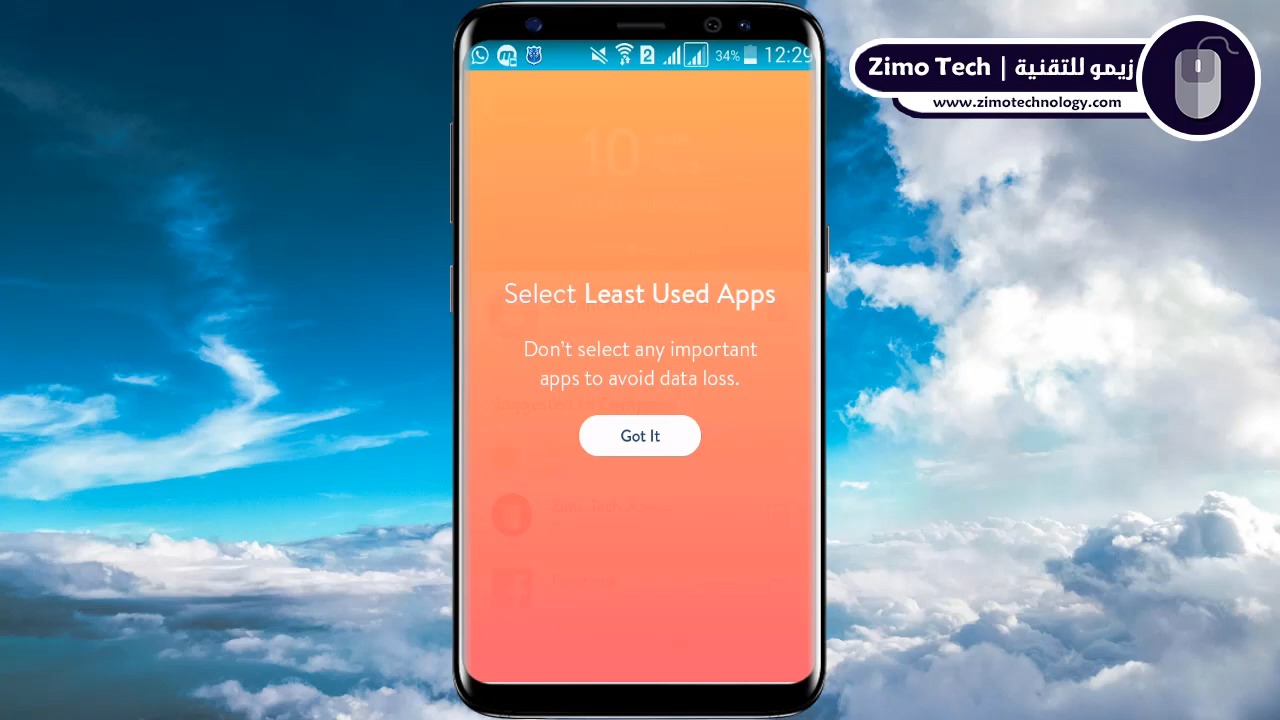 34% 12:29
Zimo Tech | زيمو للتقنية
www.zimotechnology.com
10
Select Least Used Apps
Don't select any important
apps to avoid data loss.
Got It